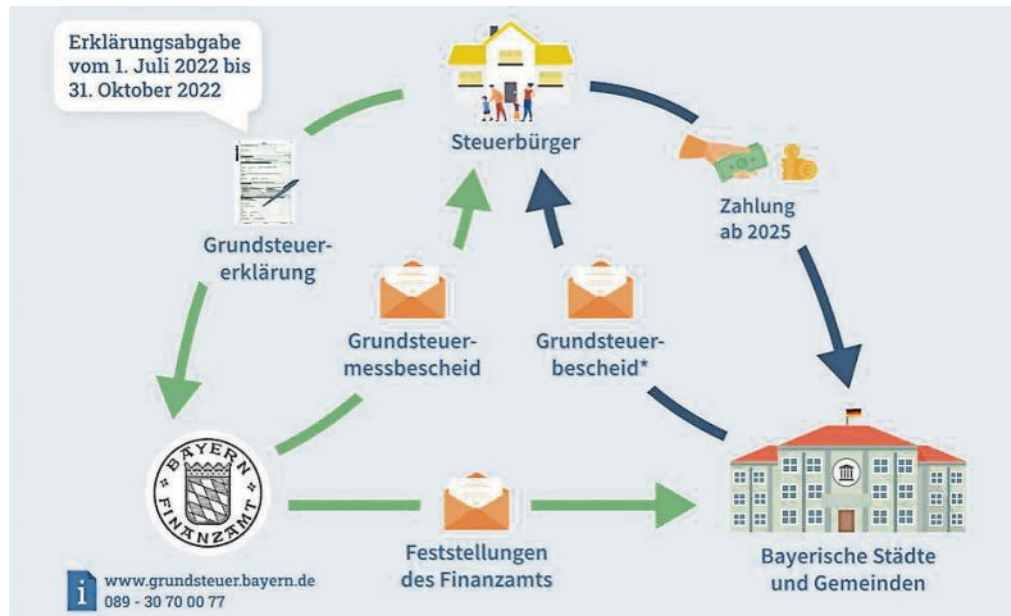 Erklärungsabgabe
vom 1. Juli 2022 bis
31. Oktober 2022
Steuerbürger
Grundsteuer-
erklärung
Zahlung
ab 2025
Grundsteuer-
messbescheid
Grundsteuer-
bescheid*
BAYERN
FINANZAMT
Feststellungen
des Finanzamts
Bayerische Städte
und Gemeinden
i
www.grundsteuer.bayern.de
089 - 30 70 00 77